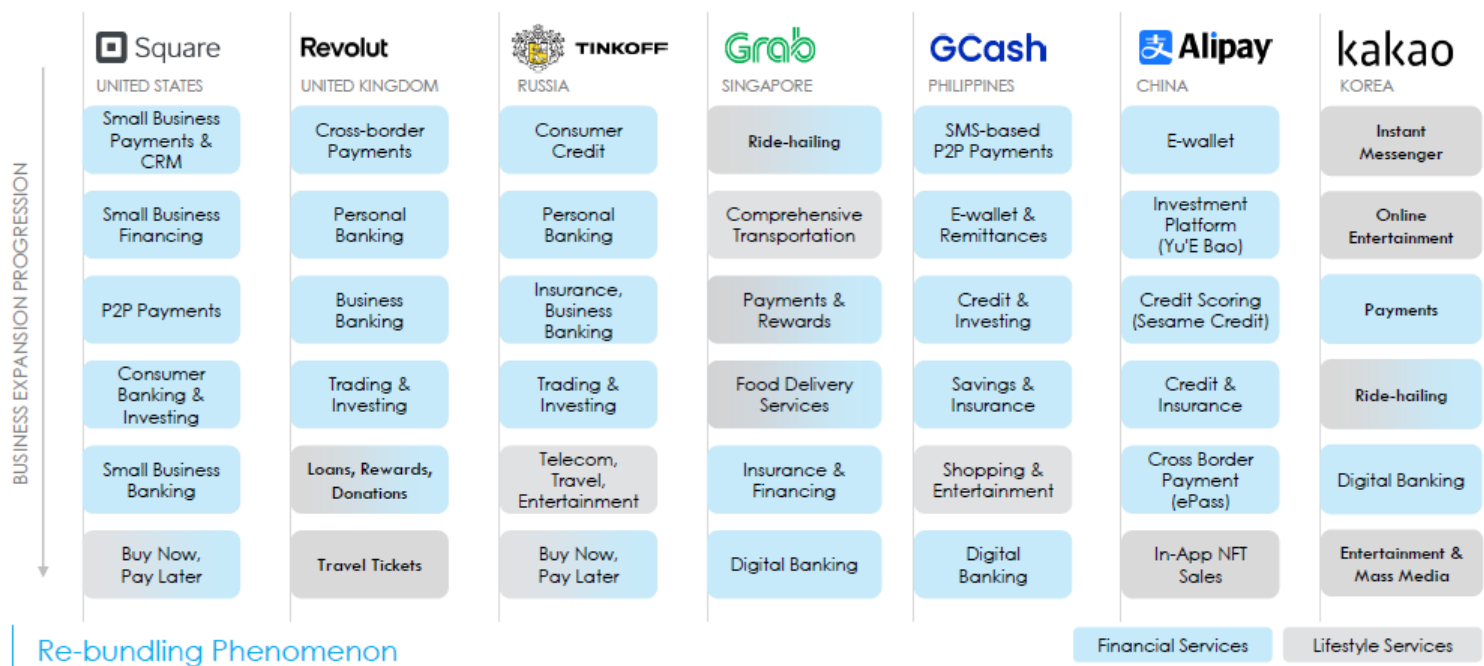 Square
Revolut
TINKOFF
Grab
GCash
支 Alipay
kakao
UNITED STATES
UNITED KINGDOM
RUSSIA
SINGAPORE
PHILIPPINES
CHINA
KOREA
BUSINESS EXPANSION PROGRESSION
Small Business
Payments &
CRM
Cross-border
Payments
Consumer
Credit
Ride-hailing
SMS-based
P2P Payments
E-wallet
Instant
Messenger
Small Business
Financing
Personal
Banking
Personal
Banking
Comprehensive
Transportation
E-wallet &
Remittances
Investment
Platform
(Yu'E Bao)
Online
Entertainment
P2P Payments
Business
Banking
Insurance,
Business
Banking
Payments &
Rewards
Credit &
Investing
Credit Scoring
(Sesame Credit)
Payments
Consumer
Banking &
Investing
Trading &
Investing
Trading &
Investing
Food Delivery
Services
Savings &
Insurance
Credit &
Insurance
Ride-hailing
Small Business
Banking
Loans, Rewards,
Donations
Telecom,
Travel,
Entertainment
Insurance &
Financing
Shopping &
Entertainment
Cross Border
Payment
(ePass)
Digital Banking
Buy Now,
Pay Later
Travel Tickets
Buy Now,
Pay Later
Digital Banking
Digital
Banking
In-App NFT
Sales
Entertainment &
Mass Media
Re-bundling Phenomenon
Financial Services
Lifestyle Services